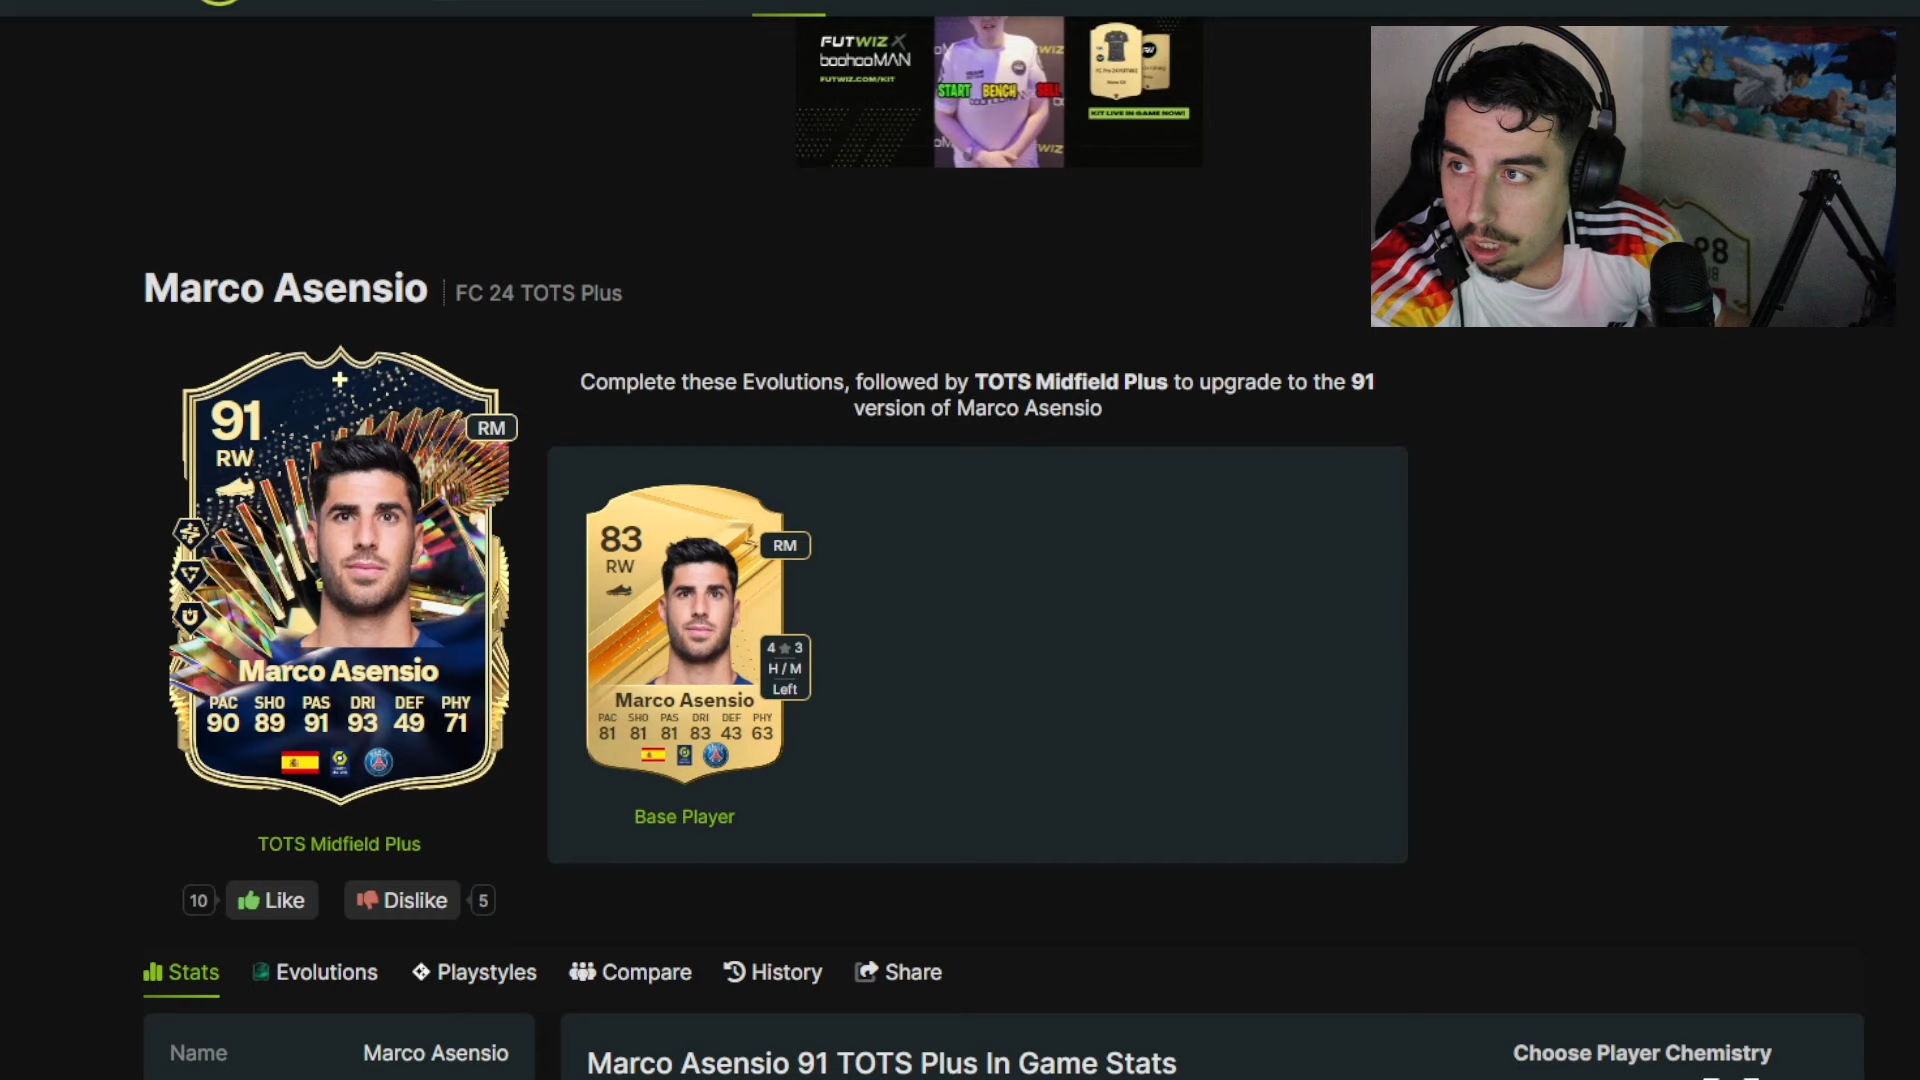 FUTWIZ X
boohooMAN
FUTWIZ.COM/KIT
START BENCH SELL
KIT LIVE IN GAME NOW!
98
Marco Asensio
FC 24 TOTS Plus
Complete these Evolutions, followed by TOTS Midfield Plus to upgrade to the 91
version of Marco Asensio
91
RW
RM
Marco Asensio
PAC SHO PAS DRI DEF PHY
90 89 91 93 49 71
TOTS Midfield Plus
83
RW
RM
4 ★ 3
H / M
Left
Marco Asensio
PAC SHO PAS DRI DEF PHY
81 81 81 83 43 63
Base Player
10 Like Dislike 5
Stats Evolutions Playstyles Compare History Share
Name Marco Asensio
Marco Asensio 91 TOTS Plus In Game Stats
Choose Player Chemistry